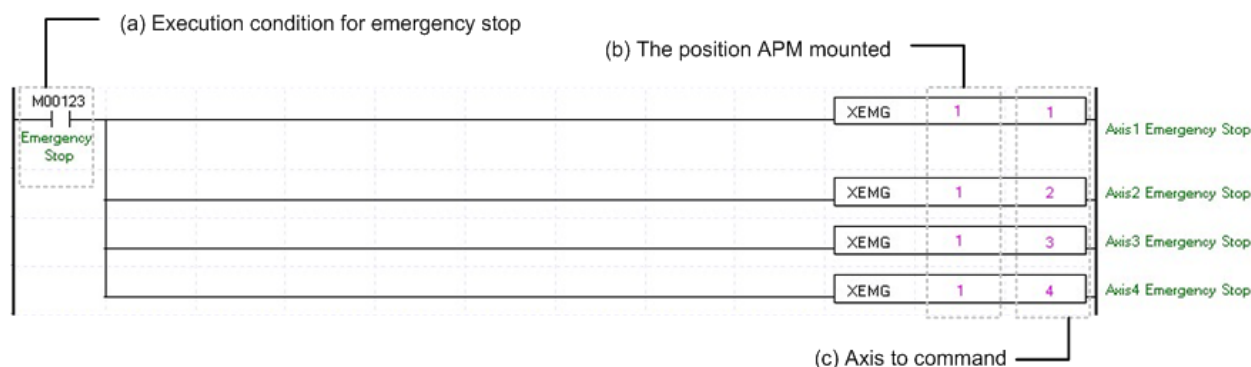 (a) Execution condition for emergency stop
(b) The position APM mounted
M00123
Emergency
Stop
XEMG 1 1
Axis1 Emergency Stop
XEMG 1 2
Axis2 Emergency Stop
XEMG 1 3
Axis3 Emergency Stop
XEMG 1 4
Axis4 Emergency Stop
(c) Axis to command